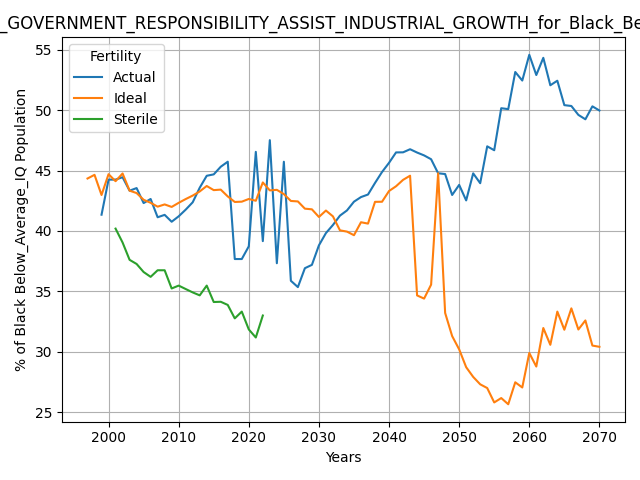 _GOVERNMENT_RESPONSIBILITY_ASSIST_INDUSTRIAL_GROWTH_for_Black_Be
Fertility
Actual
Ideal
Sterile
% of Black Below_Average_IQ Population
55
50
45
40
35
30
25
2000 2010 2020 2030 2040 2050 2060 2070
Years